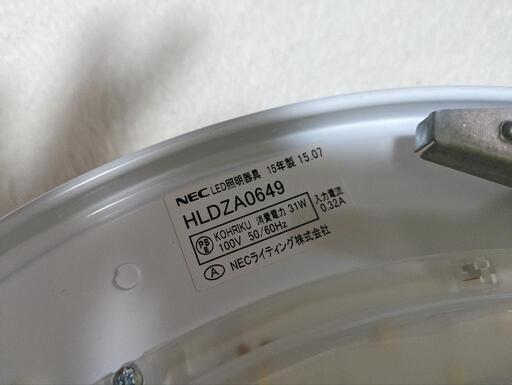 NEC LED照明器具 15年製 15.07
HLDZA0649
PS E KOHRIKU 消費電力 31W 入力電流
100V 50/60Hz 0.32A
A NECライティング株式会社